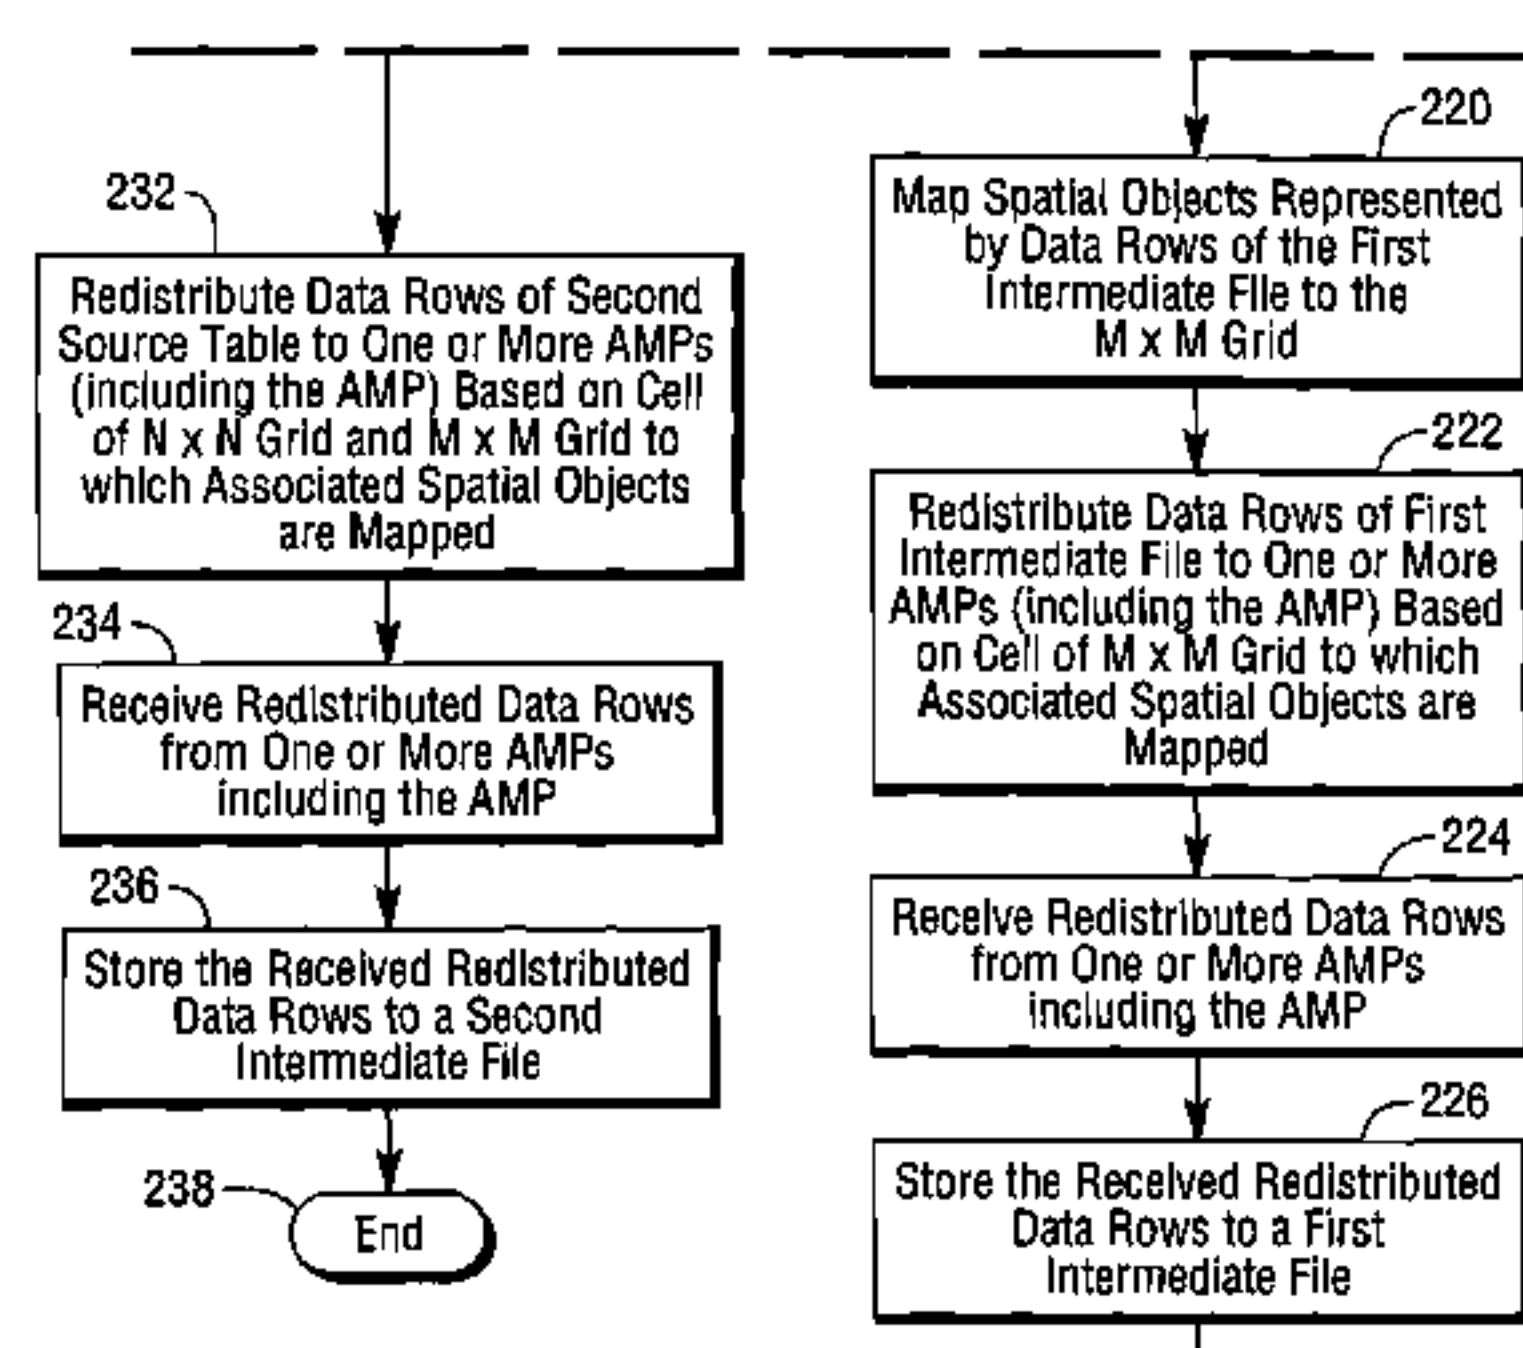 232
Redistribute Data Rows of Second
Source Table to One or More AMPs
(including the AMP) Based on Cell
of N x N Grid and M x M Grid to
which Associated Spatial Objects
are Mapped
234
Receive Redistributed Data Rows
from One or More AMPs
including the AMP
236
Store the Received Redistributed
Data Rows to a Second
Intermediate File
238
End
220
Map Spatial Objects Represented
by Data Rows of the First
Intermediate File to the
M x M Grid
222
Redistribute Data Rows of First
Intermediate File to One or More
AMPs (including the AMP) Based
on Cell of M x M Grid to which
Associated Spatial Objects are
Mapped
224
Receive Redistributed Data Rows
from One or More AMPs
including the AMP
226
Store the Received Redistributed
Data Rows to a First
Intermediate File